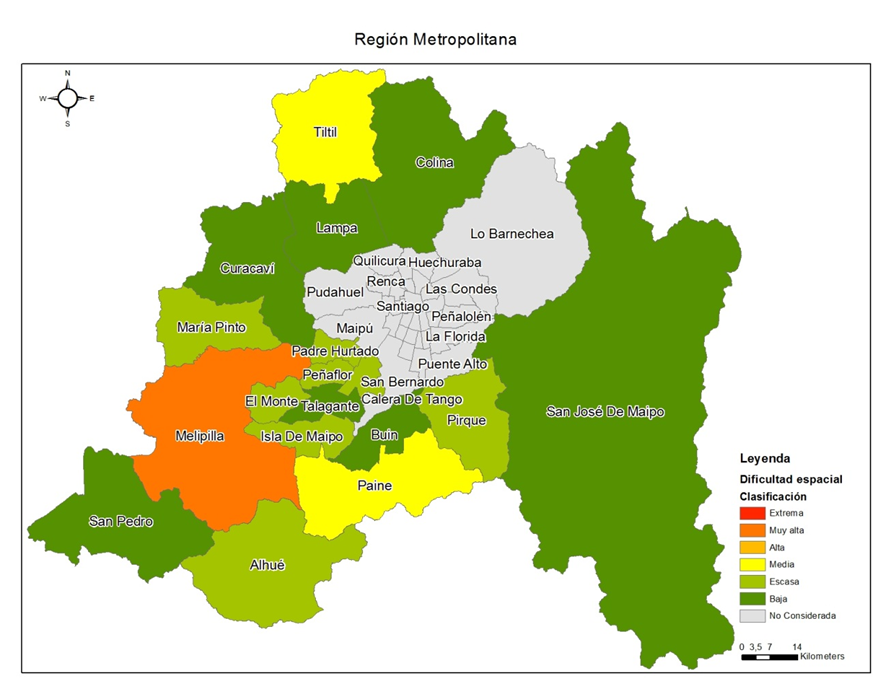 Región Metropolitana
N
W E
S
Tiltil
Colina
Lampa
Lo Barnechea
Curacaví
Quilicura
Huechuraba
Renca
Pudahuel
Las Condes
Santiago
Peñalolén
María Pinto
Maipú
La Florida
Padre Hurtado
Puente Alto
Peñaflor
San Bernardo
El Monte
Talagante
Calera De Tango
San José De Maipo
Pirque
Melipilla
Isla De Maipo
Buin
Paine
San Pedro
Alhué
Leyenda
Dificultad espacial
Clasificación
Extrema
Muy alta
Alta
Media
Escasa
Baja
No Considerada
0 3,5 7 14
Kilometers